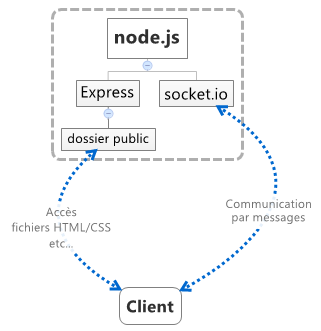 node.js
Express
socket.io
dossier public
Accès
fichiers HTML/CSS
etc...
Communication
par messages
Client